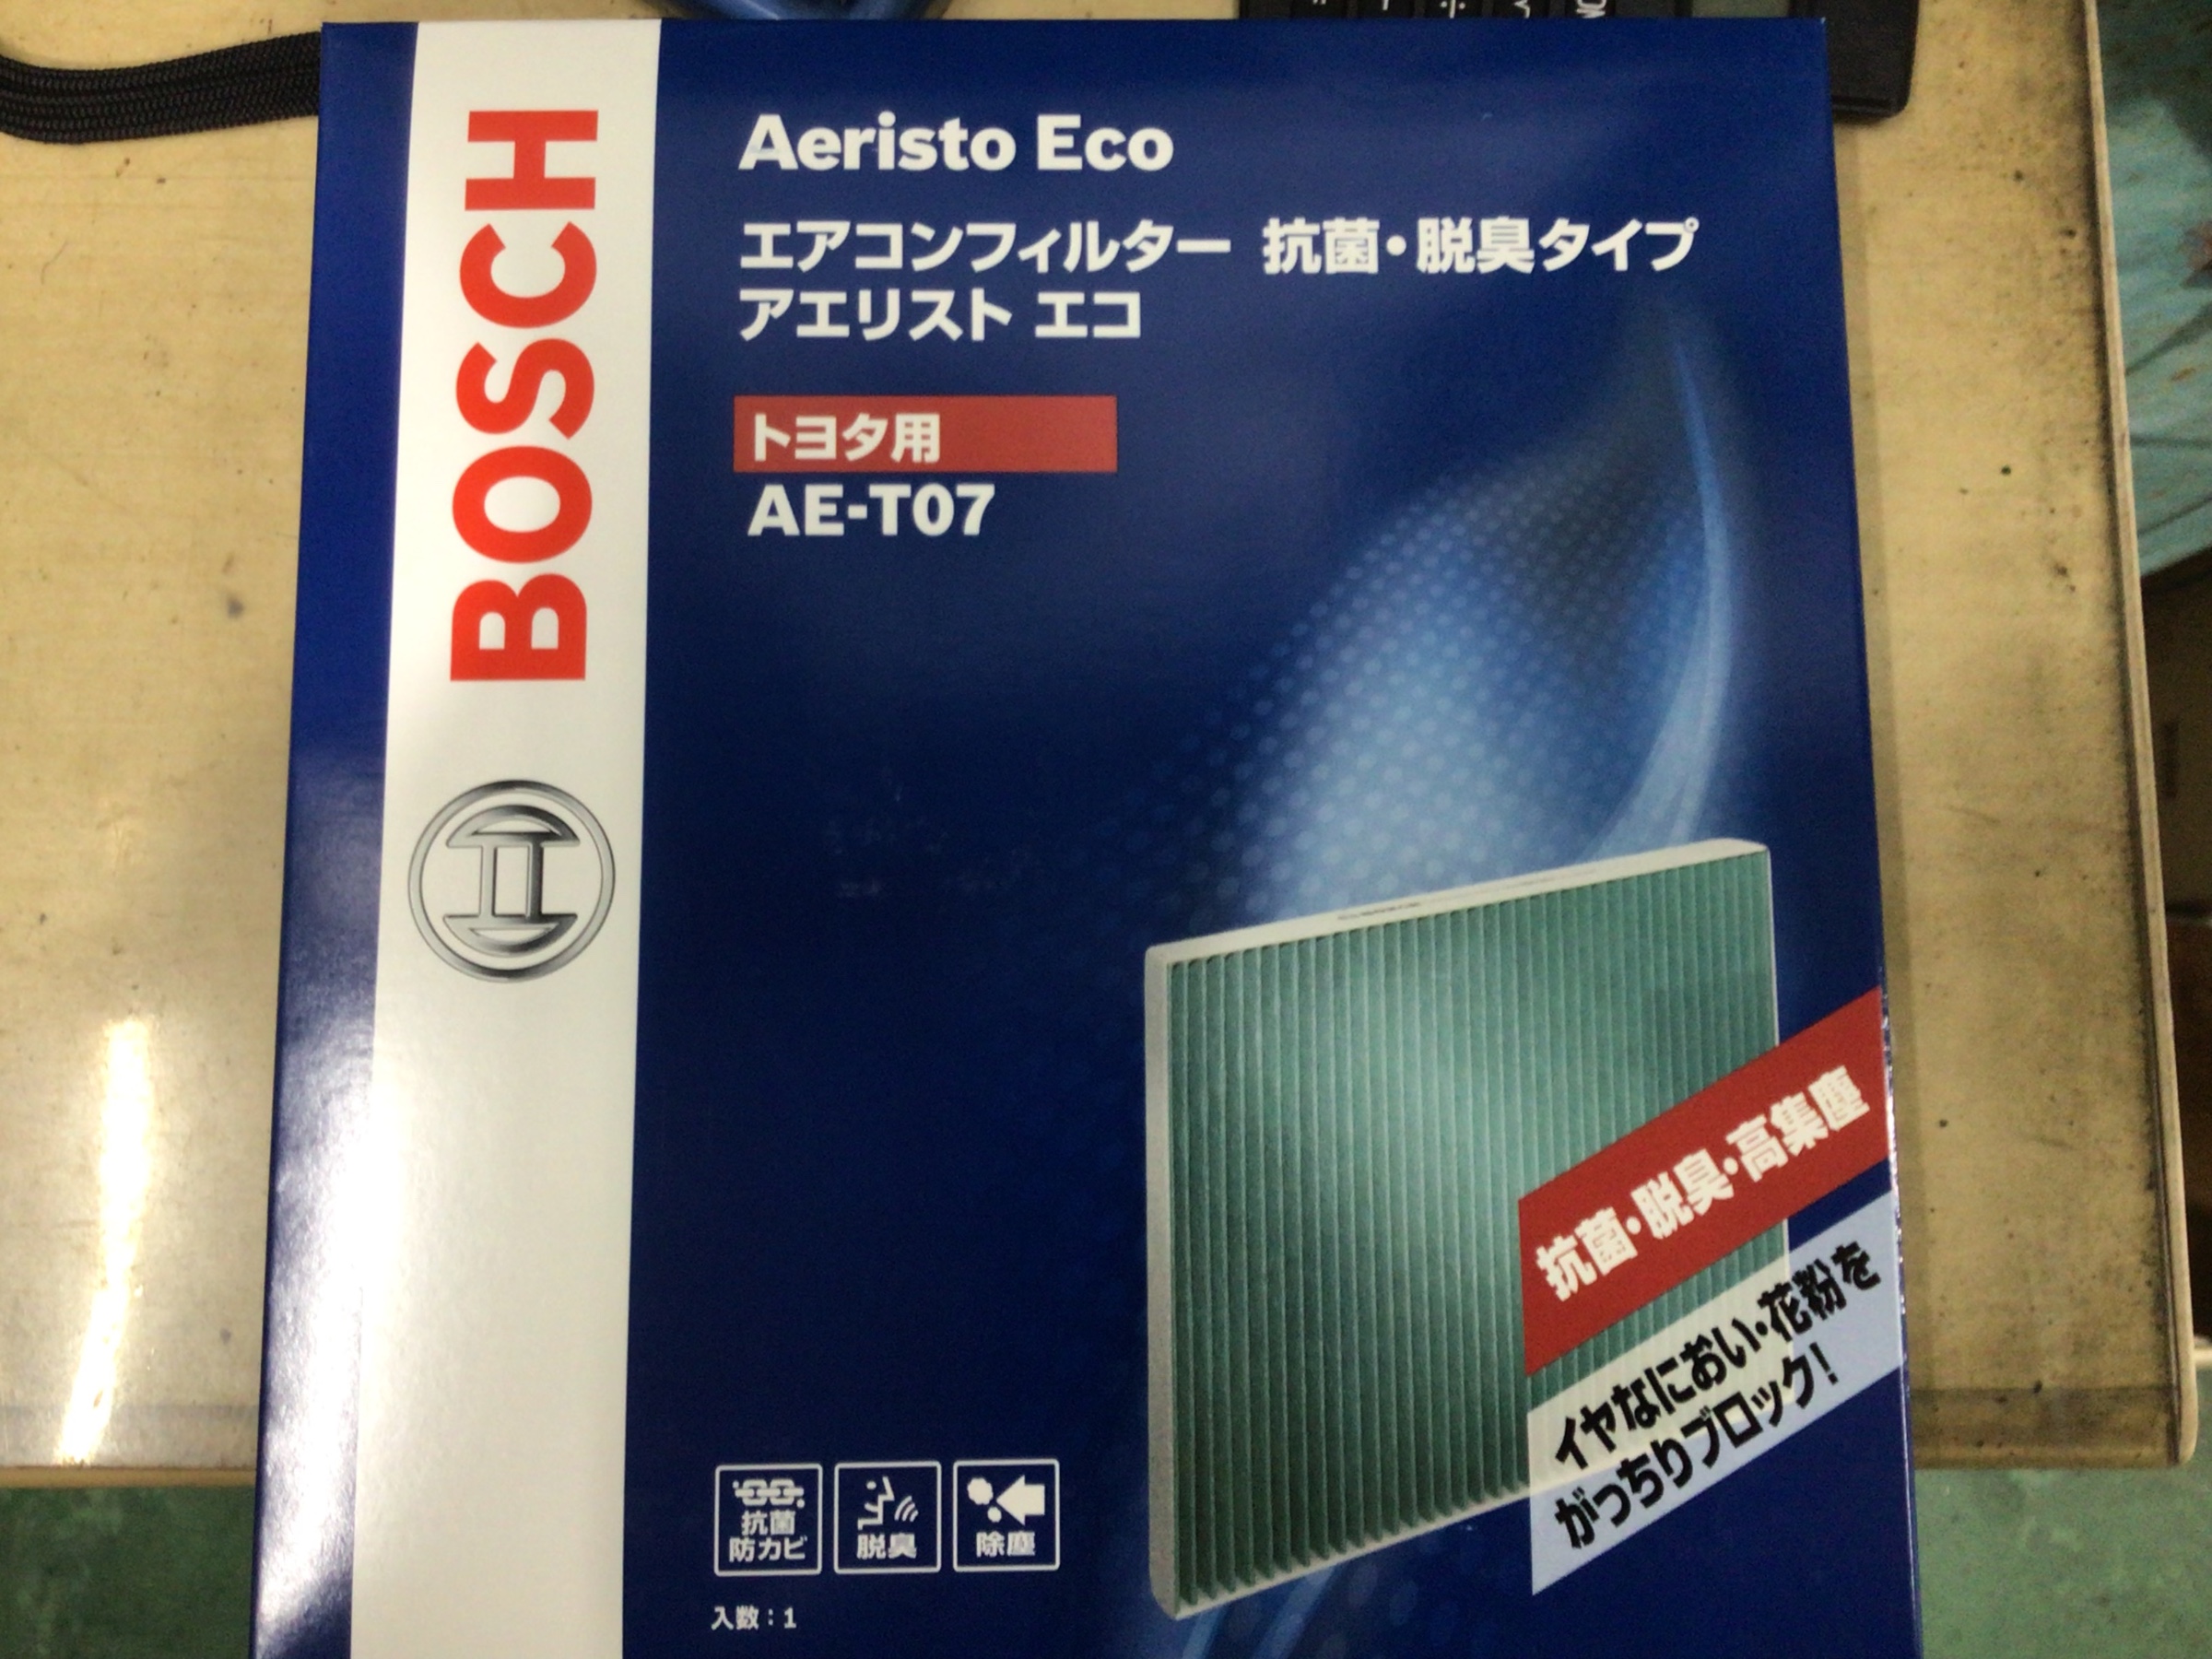 BOSCH
Aeristo Eco
エアコンフィルター 抗菌・脱臭タイプ
アエリスト エコ
トヨタ用
AE-T07
抗菌・脱臭・高集塵
イヤなにおい・花粉を
がっちりブロック!
抗菌
防カビ
脱臭
除塵
入数:1